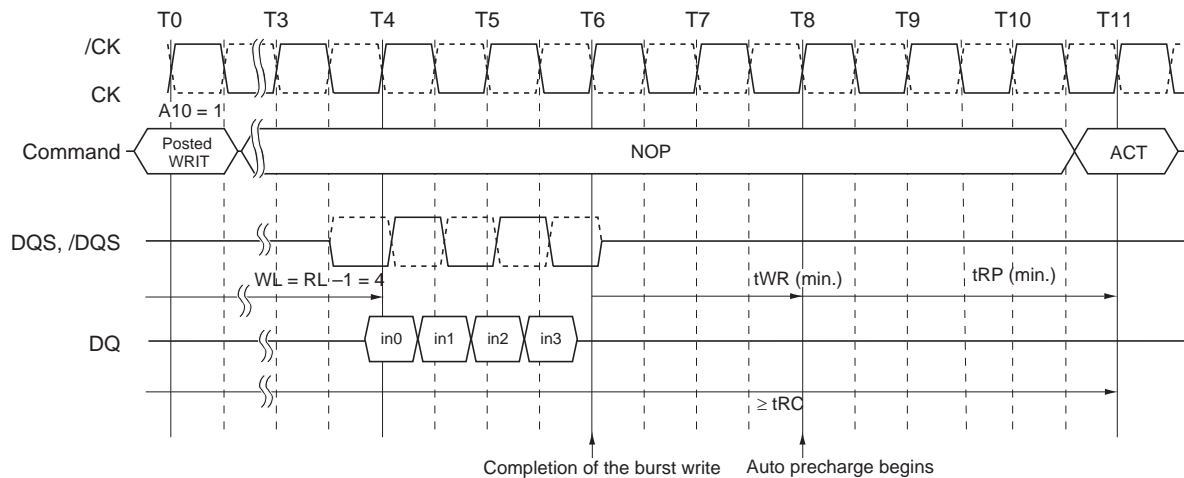 T0 T3 T4 T5 T6 T7 T8 T9 T10 T11
/CK
CK
A10 = 1
Command
Posted
WRIT
NOP
ACT
DQS, /DQS
WL = RL –1 = 4
tWR (min.)
tRP (min.)
DQ
in0 in1 in2 in3
≥ tRC
Completion of the burst write
Auto precharge begins